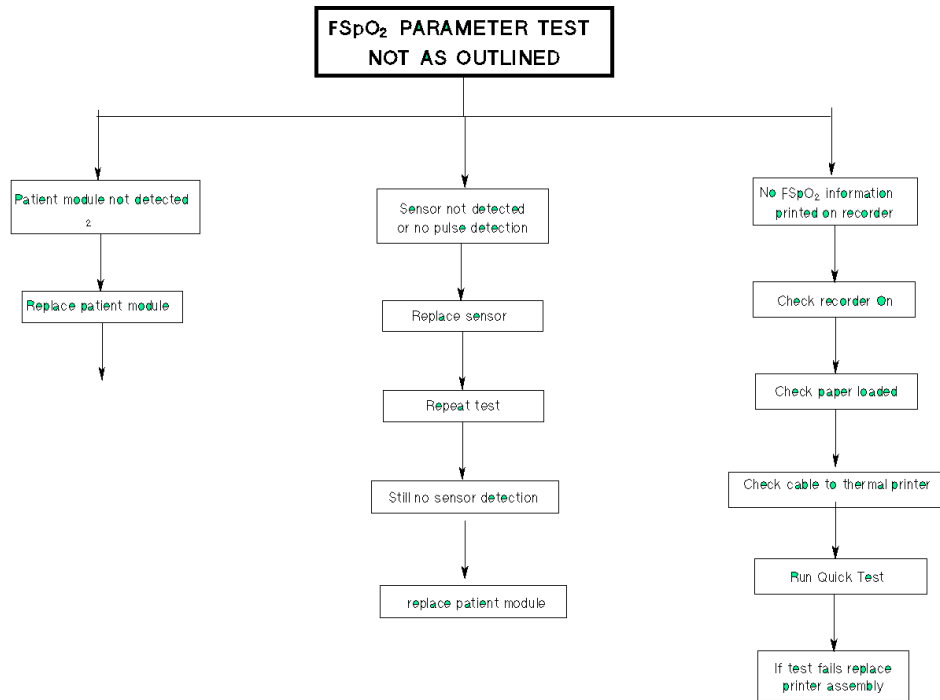 FSpO₂ PARAMETER TEST
NOT AS OUTLINED
Patient module not detected
2
Replace patient module
Sensor not detected
or no pulse detection
Replace sensor
Repeat test
Still no sensor detection
replace patient module
No FSpO₂ information
printed on recorder
Check recorder On
Check paper loaded
Check cable to thermal printer
Run Quick Test
If test fails replace
printer assembly